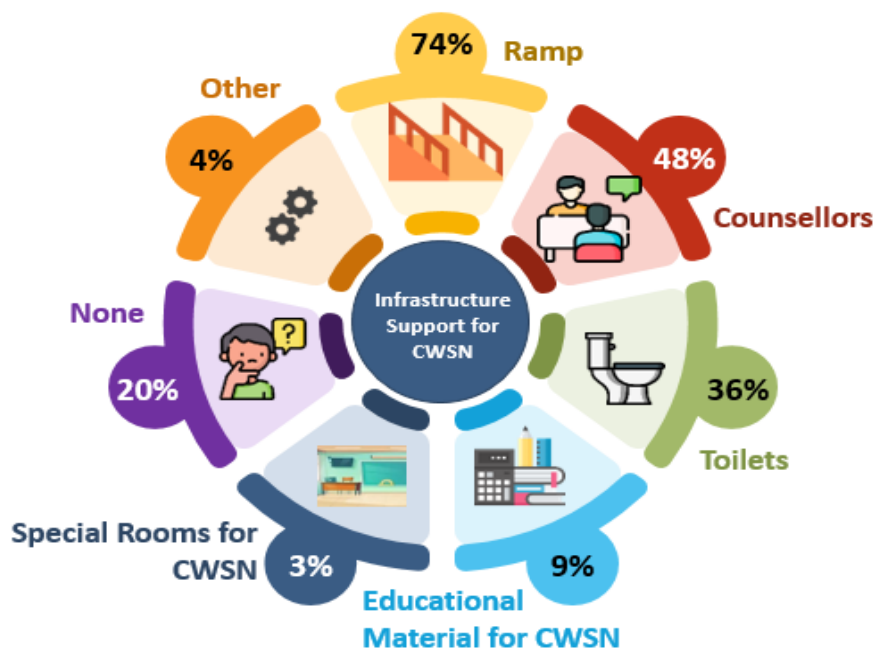 74%
Ramp
Other
4%
48%
Counsellors
Infrastructure
Support for
CWSN
None
20%
?
36%
Toilets
Special Rooms for
CWSN
3%
9%
Educational
Material for CWSN